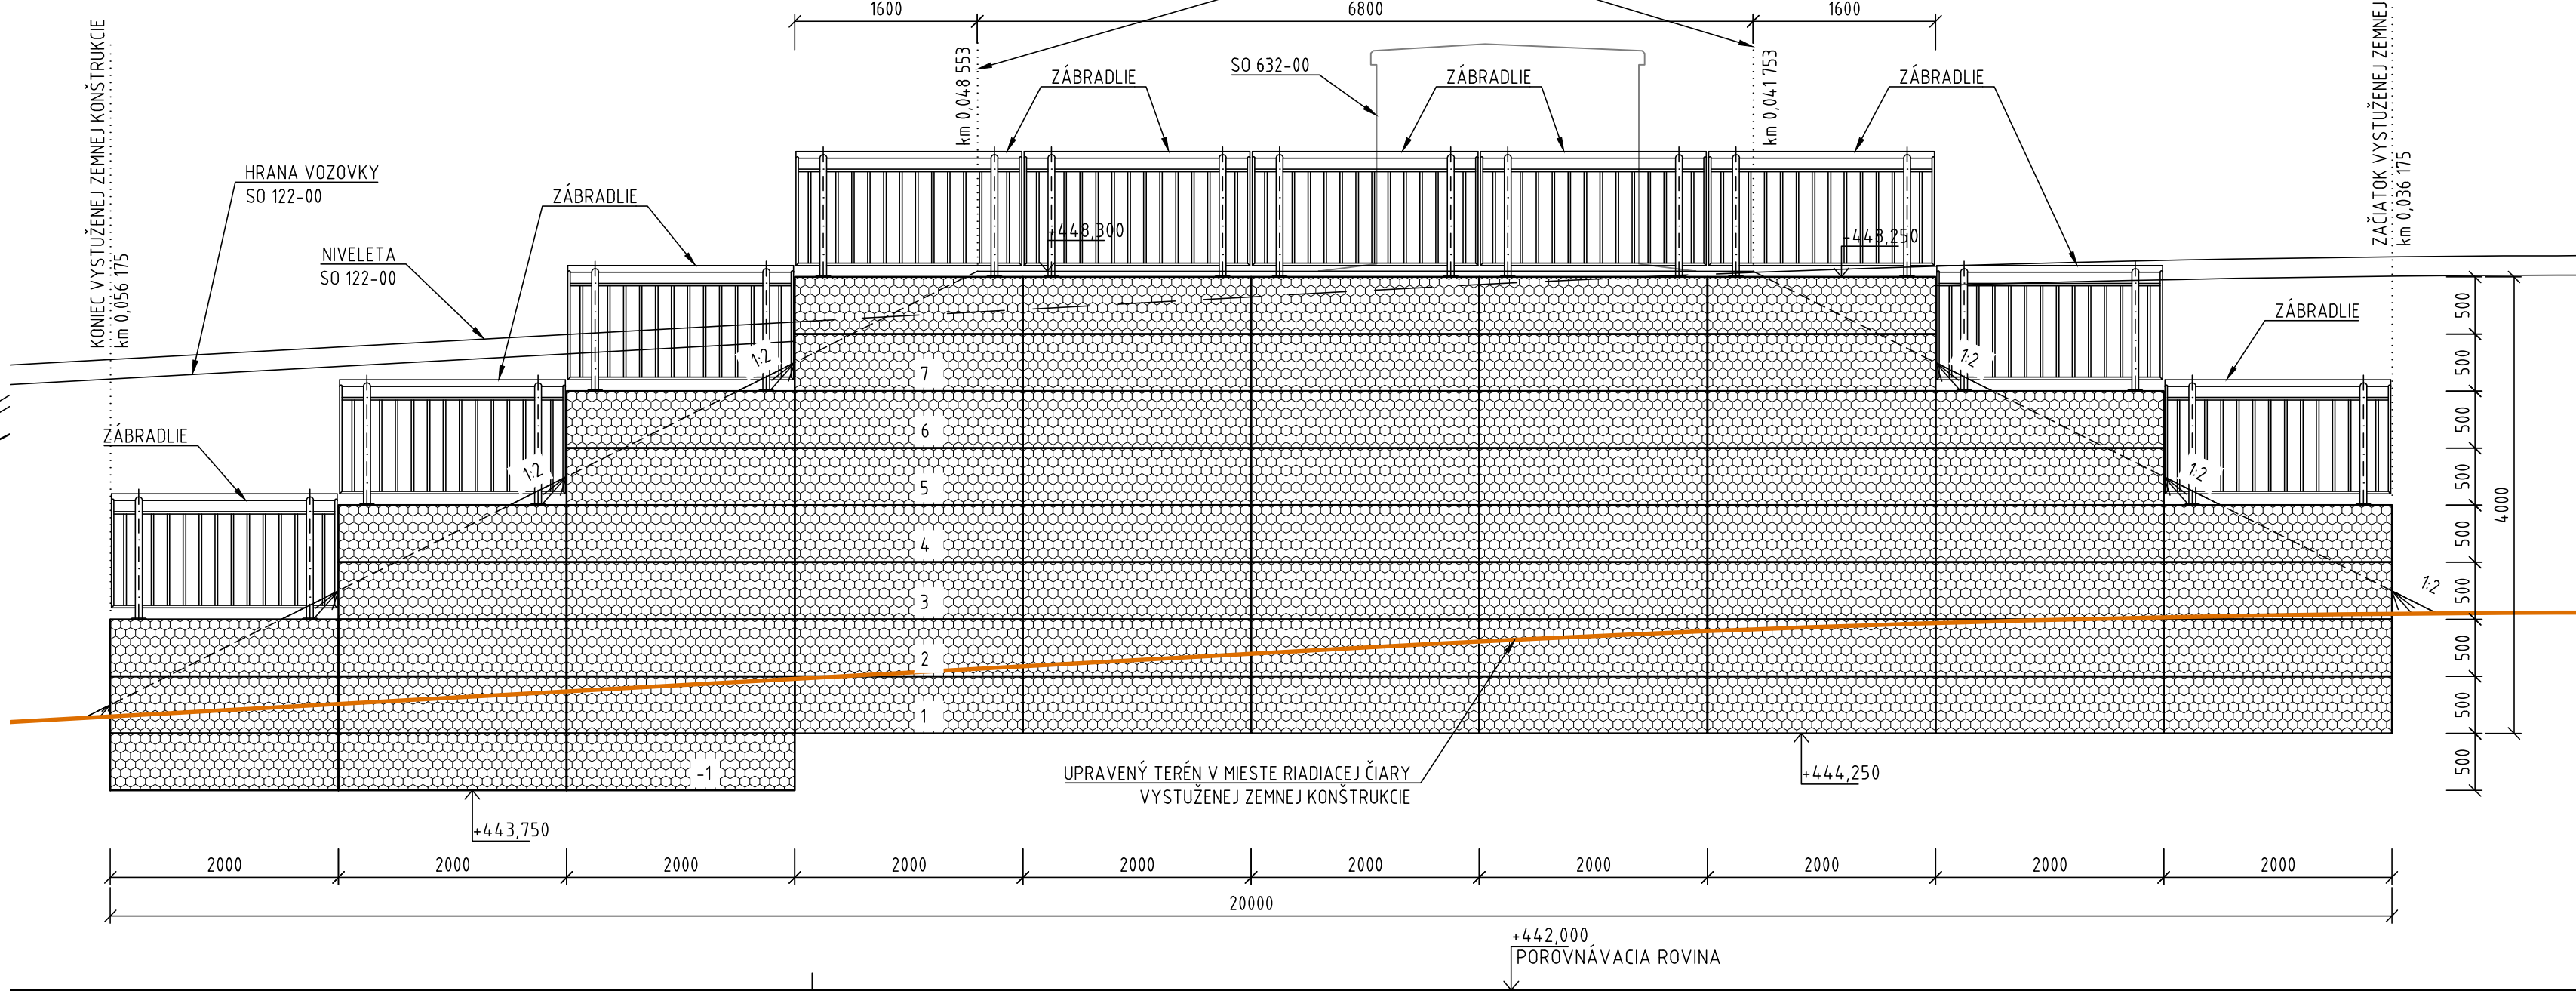 1600
6800
1600
KONIEC VYSTUŽENEJ ZEMNEJ KONŠTRUKCIE
km 0,056 175
km 0,048 553
km 0,041 753
ZAČIATOK VYSTUŽENEJ ZEMNEJ
km 0,036 175
ZÁBRADLIE
SO 632-00
ZÁBRADLIE
ZÁBRADLIE
HRANA VOZOVKY
SO 122-00
ZÁBRADLIE
NIVELETA
SO 122-00
+448,300
+448,250
ZÁBRADLIE
ZÁBRADLIE
1:2
1:2
1:2
1:2
1:2
7
6
5
4
3
2
1
-1
500
500
500
500
500
500
500
500
500
4000
UPRAVENÝ TERÉN V MIESTE RIADIACEJ ČIARY
VYSTUŽENEJ ZEMNEJ KONŠTRUKCIE
+444,250
+443,750
2000
2000
2000
2000
2000
2000
2000
2000
2000
2000
20000
+442,000
POROVNÁVACIA ROVINA